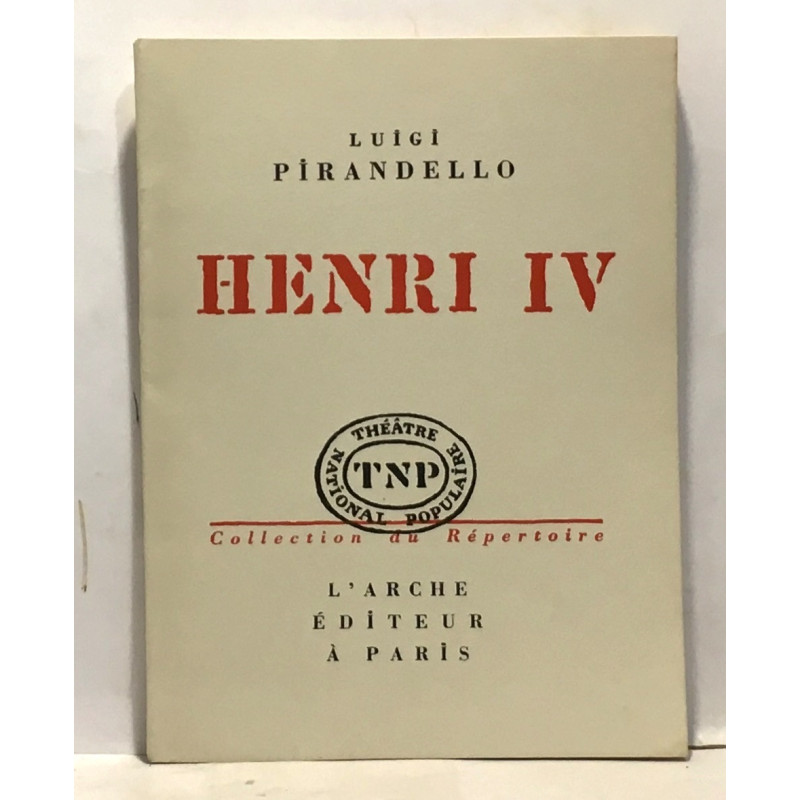 LUIGI
PIRANDELLO
HENRI IV
THÉÂTRE
NATIONAL POPULAIRE
TNP
Collection du Répertoire
L'ARCHE
ÉDITEUR
À PARIS